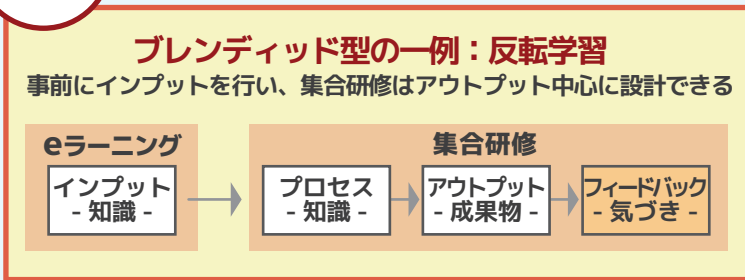 ブレンディッド型の一例：反転学習
事前にインプットを行い、集合研修はアウトプット中心に設計できる
eラーニング
インプット
- 知識 -
集合研修
プロセス
- 知識 -
アウトプット
- 成果物 -
フィードバック
- 気づき -